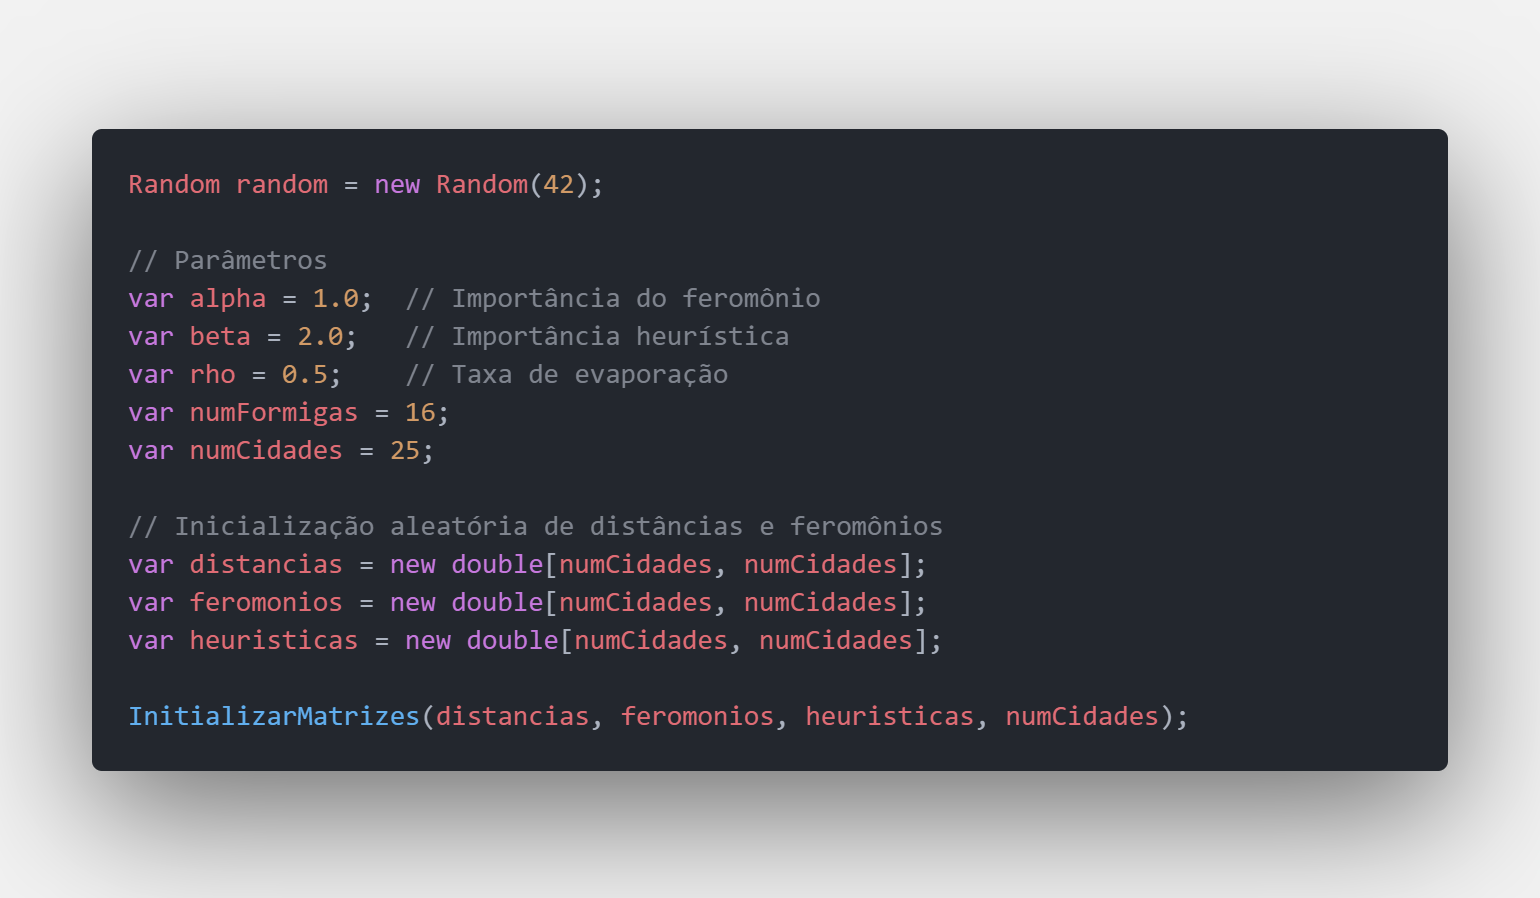 Random random = new Random(42);
// Parâmetros
var alpha = 1.0;  // Importância do feromônio
var beta = 2.0;   // Importância heurística
var rho = 0.5;    // Taxa de evaporação
var numFormigas = 16;
var numCidades = 25;
// Inicialização aleatória de distâncias e feromônios
var distancias = new double[numCidades, numCidades];
var feromonios = new double[numCidades, numCidades];
var heuristicas = new double[numCidades, numCidades];
InitializarMatrizes(distancias, feromonios, heuristicas, numCidades);